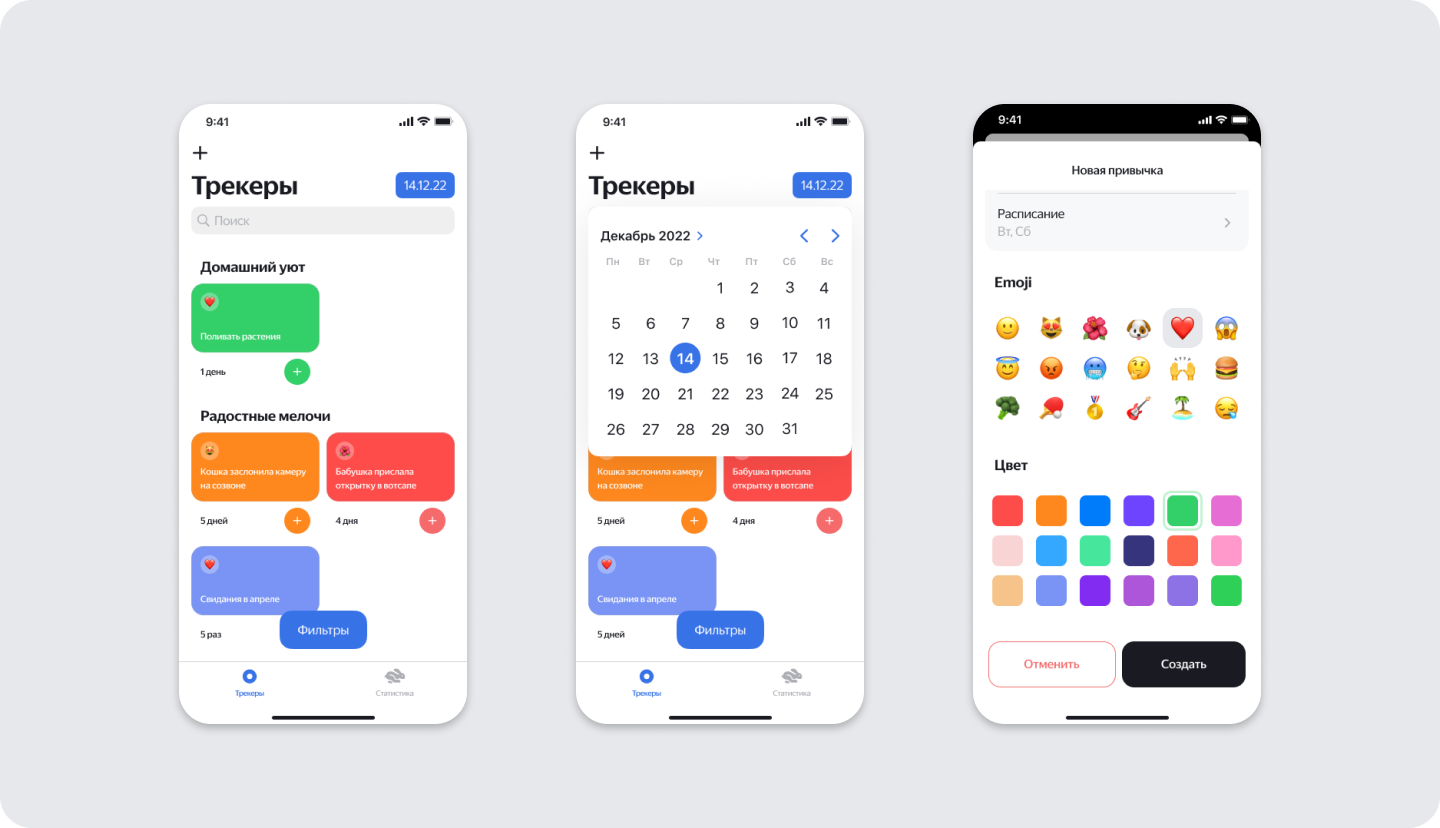 9:41
Трекеры
14.12.22
Поиск
Домашний уют
Поливать растения
1 день
Радостные мелочи
Кошка заслонила камеру
на созвоне
Бабушка прислала
открытку в вотсапе
5 дней
4 дня
Свидания в апреле
5 раз
Фильтры
Трекеры
Статистика
9:41
Трекеры
14.12.22
Декабрь 2022
Пн Вт Ср Чт Пт Сб Вс
1 2 3 4
5 6 7 8 9 10 11
12 13 14 15 16 17 18
19 20 21 22 23 24 25
26 27 28 29 30 31
Кошка заслонила камеру
на созвоне
Бабушка прислала
открытку в вотсапе
5 дней
4 дня
Свидания в апреле
5 дней
Фильтры
Трекеры
Статистика
9:41
Новая привычка
Расписание
Вт, Сб
Emoji
Цвет
Отменить
Создать